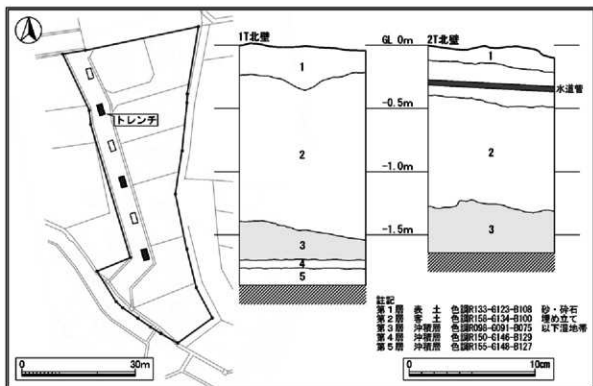 トレンチ
0
30m
1T北壁
GL 0m
2T北壁
1
1
水道管
-0.5m
2
2
-1.0m
-1.5m
3
3
4
5
註記
第1層 表 土 色調R133-G123-B108 砂・砕石
第2層 客 土 色調R158-G134-B100 埋め立て
第3層 沖積層 色調R098-G091-B075 以下湿地帯
第4層 沖積層 色調R150-G146-B129
第5層 沖積層 色調R155-G148-B127
0
10cm